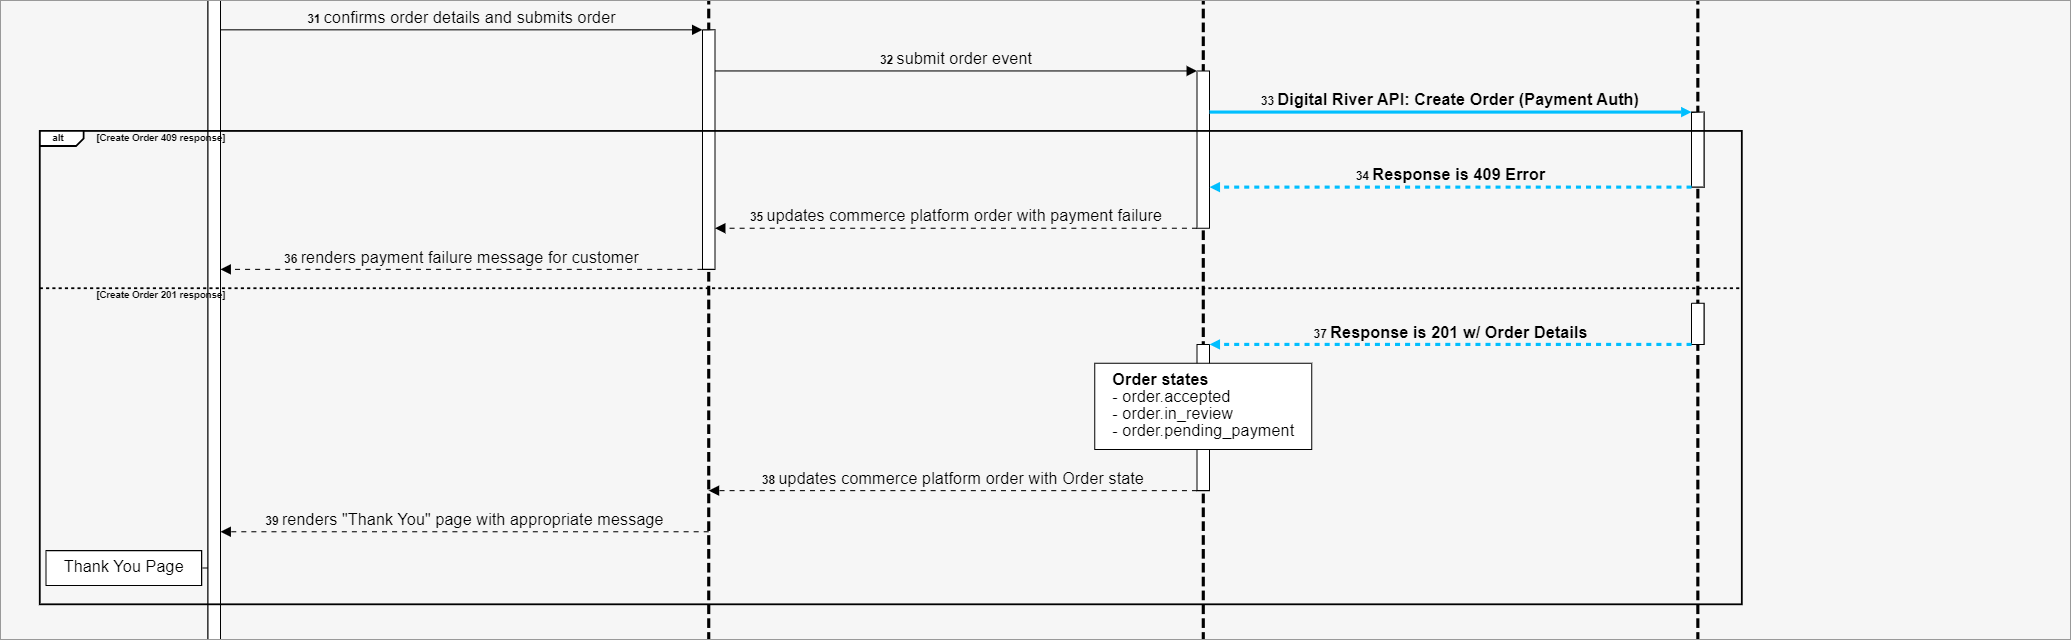 31 confirms order details and submits order
32 submit order event
33 Digital River API: Create Order (Payment Auth)
alt [Create Order 409 response]
34 Response is 409 Error
35 updates commerce platform order with payment failure
36 renders payment failure message for customer
[Create Order 201 response]
37 Response is 201 w/ Order Details
Order states
- order.accepted
- order.in_review
- order.pending_payment
38 updates commerce platform order with Order state
39 renders "Thank You" page with appropriate message
Thank You Page